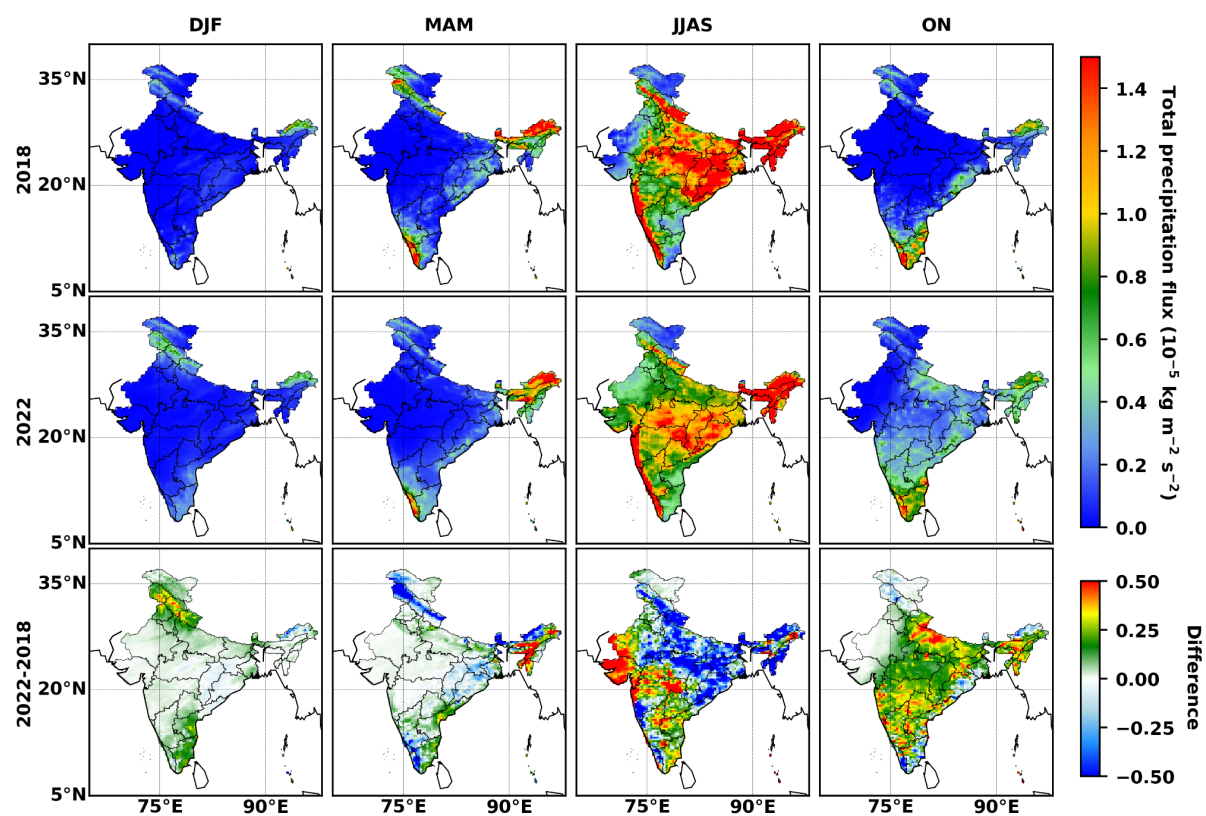 DJF MAM JJAS ON
2018
35°N
20°N
5°N
2022
35°N
20°N
5°N
2022-2018
35°N
20°N
5°N
75°E 90°E 75°E 90°E 75°E 90°E 75°E 90°E
1.4
1.2
1.0
0.8
0.6
0.4
0.2
0.0
Total precipitation flux (10⁻⁵ kg m⁻² s⁻²)
0.50
0.25
0.00
−0.25
−0.50
Difference